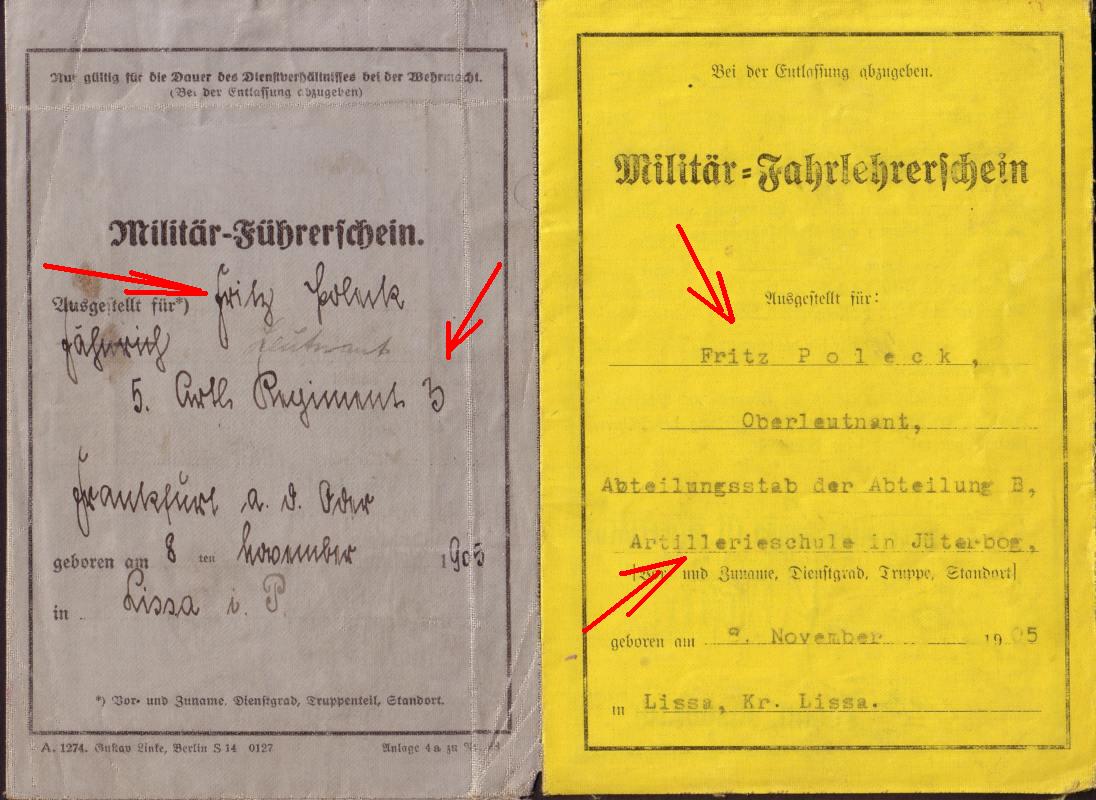 Nur gültig für die Dauer des Dienstverhältnisses bei der Wehrmacht.
(Bei der Entlassung abzugeben)
Militär-Führerschein.
Ausgestellt für*) Fritz Poleck
Fähnrich Leutnant
5. Artl. Regiment 3
Frankfurt a. d. Oder
geboren am 8 ten November 1905
in Lissa i. P.
*) Vor- und Zuname, Dienstgrad, Truppenteil, Standort.
A. 1274. Gustav Linke, Berlin S 14 0127 Anlage 4a zu
Bei der Entlassung abzugeben.
Militär-Fahrlehrerschein
Ausgestellt für:
Fritz Poleck,
Oberleutnant,
Abteilungsstab der Abteilung B,
Artillerieschule in Jüterbog,
(Vor- und Zuname, Dienstgrad, Truppe, Standort)
geboren am 8. November 1905
in Lissa, Kr. Lissa.